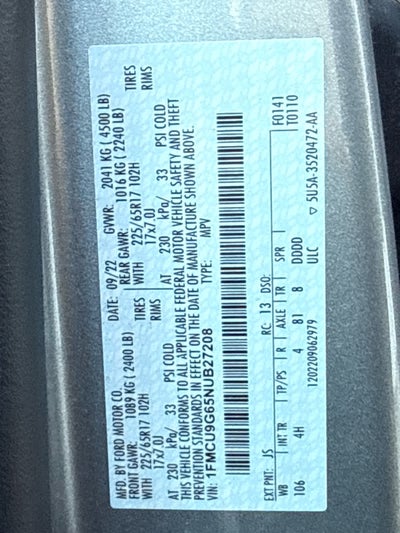 MFD. BY FORD MOTOR CO.
DATE: 09/22 GVWR: 2041 KG ( 4500 LB)
FRONT GAWR: 1089 KG ( 2400 LB) REAR GAWR: 1016 KG ( 2240 LB)
WITH TIRES WITH TIRES
225/65R17 102H 225/65R17 102H
17x7.0J RIMS 17x7.0J RIMS
AT 230 kPa/ 33 PSI COLD AT 230 kPa/ 33 PSI COLD
THIS VEHICLE CONFORMS TO ALL APPLICABLE FEDERAL MOTOR VEHICLE SAFETY AND THEFT
PREVENTION STANDARDS IN EFFECT ON THE DATE OF MANUFACTURE SHOWN ABOVE.
VIN: 1FMCU9G65NUB27208
TYPE: MPV
EXT PNT: JS RC: 13 DSO: F0141
T0110
WB INT TR TP/PS R AXLE TR SPR
106 4H 4 81 8 DDDD
1202209062979 ULC ▽ 5U5A-3520472-AA